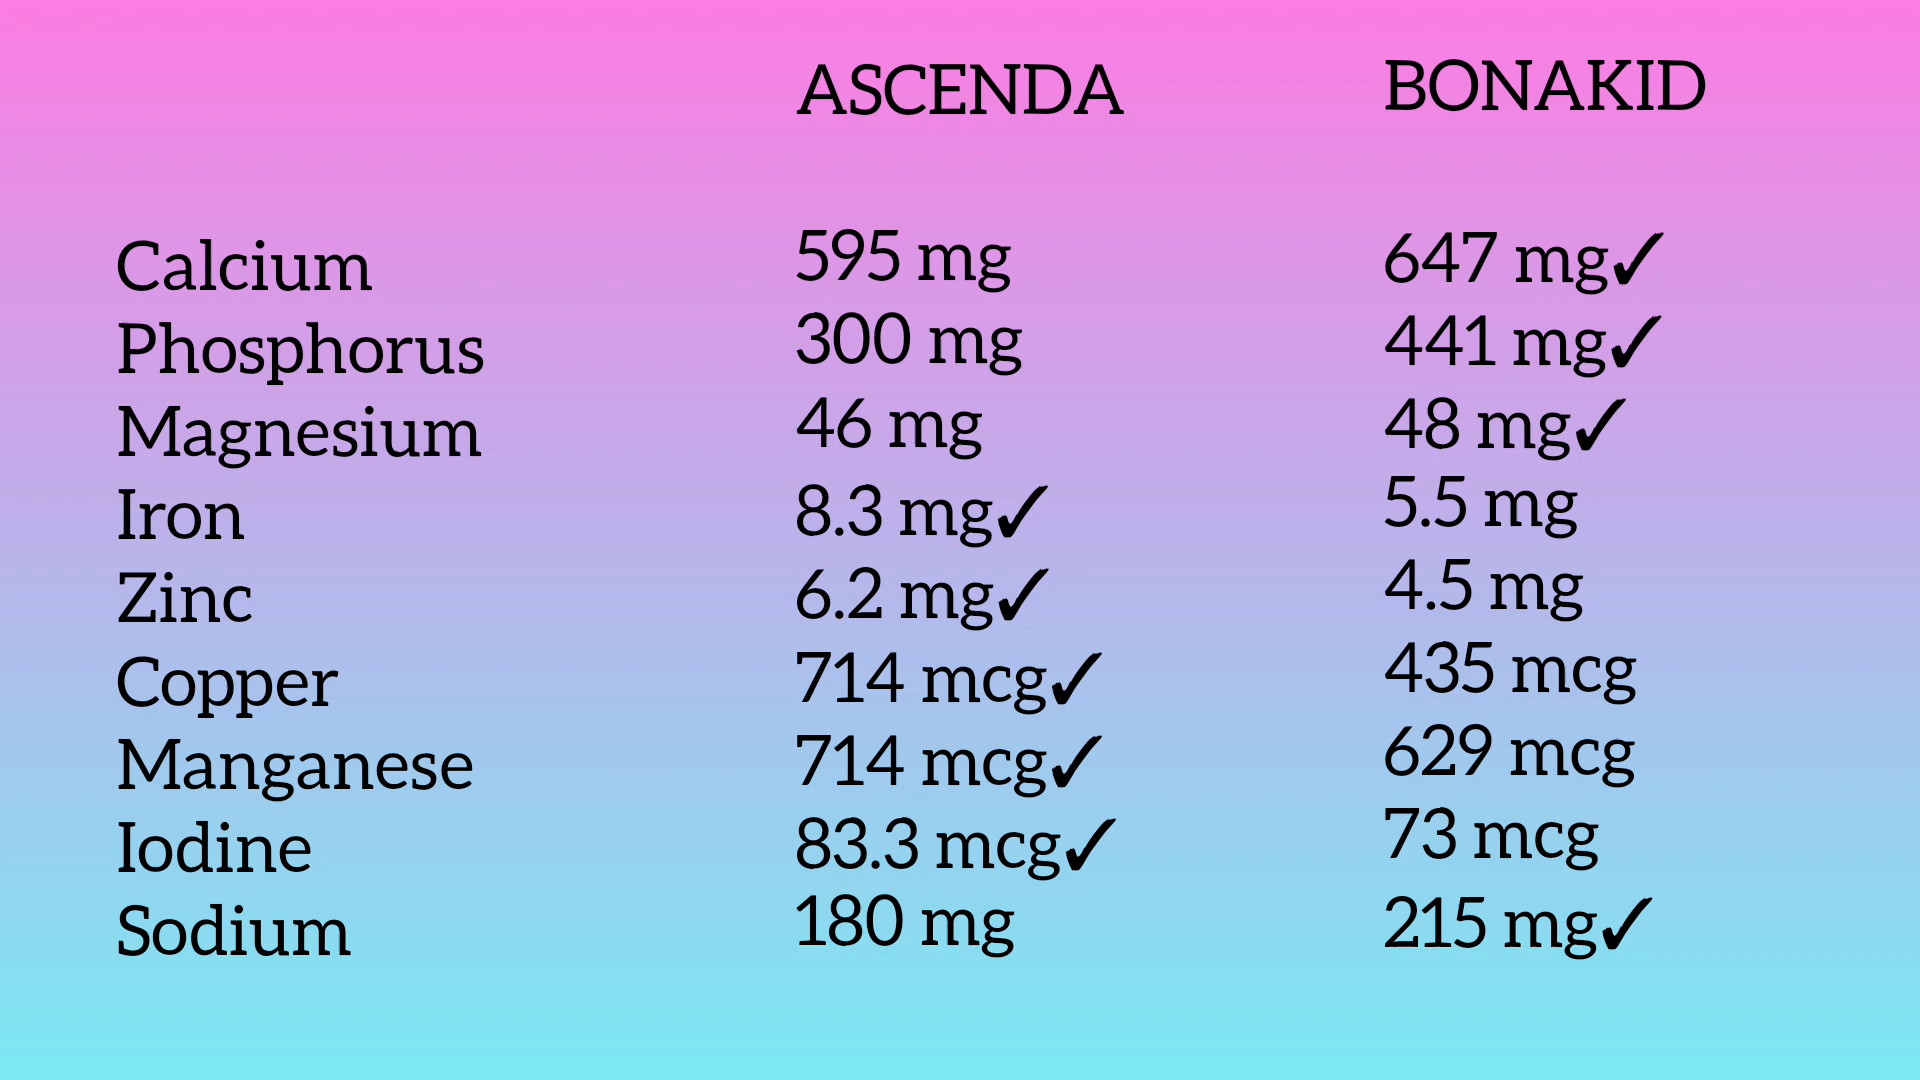 ASCENDA BONAKID
Calcium 595 mg 647 mg✓
Phosphorus 300 mg 441 mg✓
Magnesium 46 mg 48 mg✓
Iron 8.3 mg✓ 5.5 mg
Zinc 6.2 mg✓ 4.5 mg
Copper 714 mcg✓ 435 mcg
Manganese 714 mcg✓ 629 mcg
Iodine 83.3 mcg✓ 73 mcg
Sodium 180 mg 215 mg✓